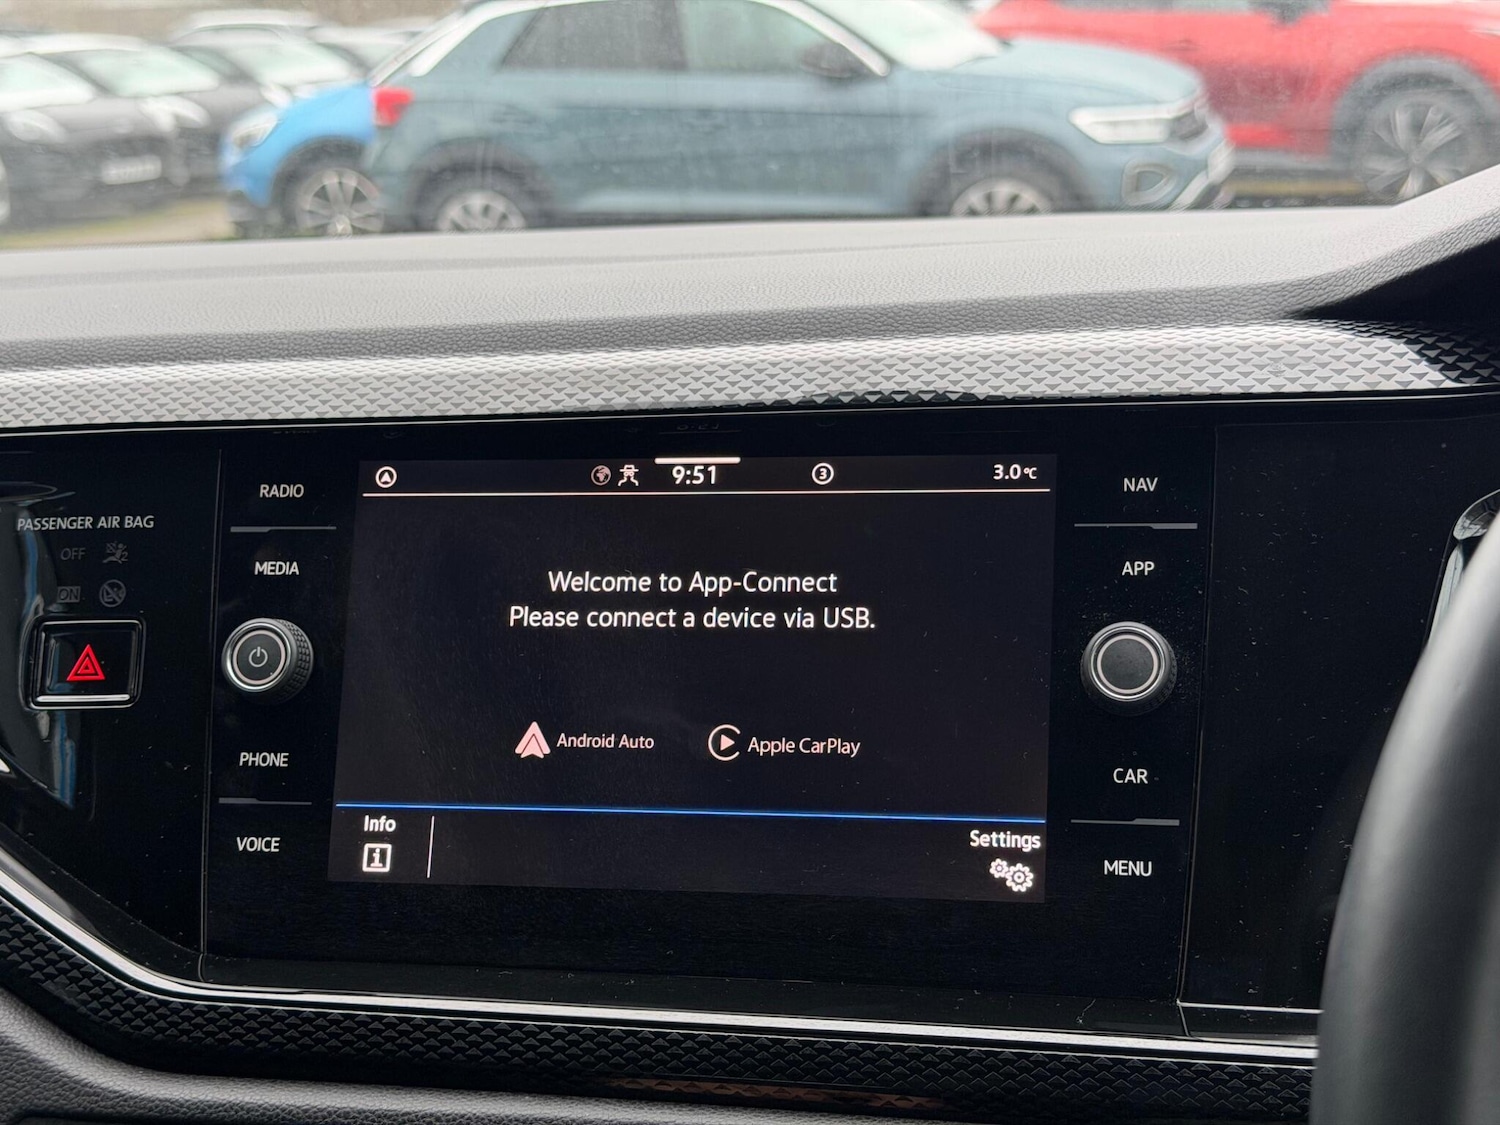 RADIO
MEDIA
PHONE
VOICE
PASSENGER AIR BAG
OFF
ON
9:51
3
3.0°C
Welcome to App-Connect
Please connect a device via USB.
Android Auto
Apple CarPlay
Info
Settings
NAV
APP
CAR
MENU